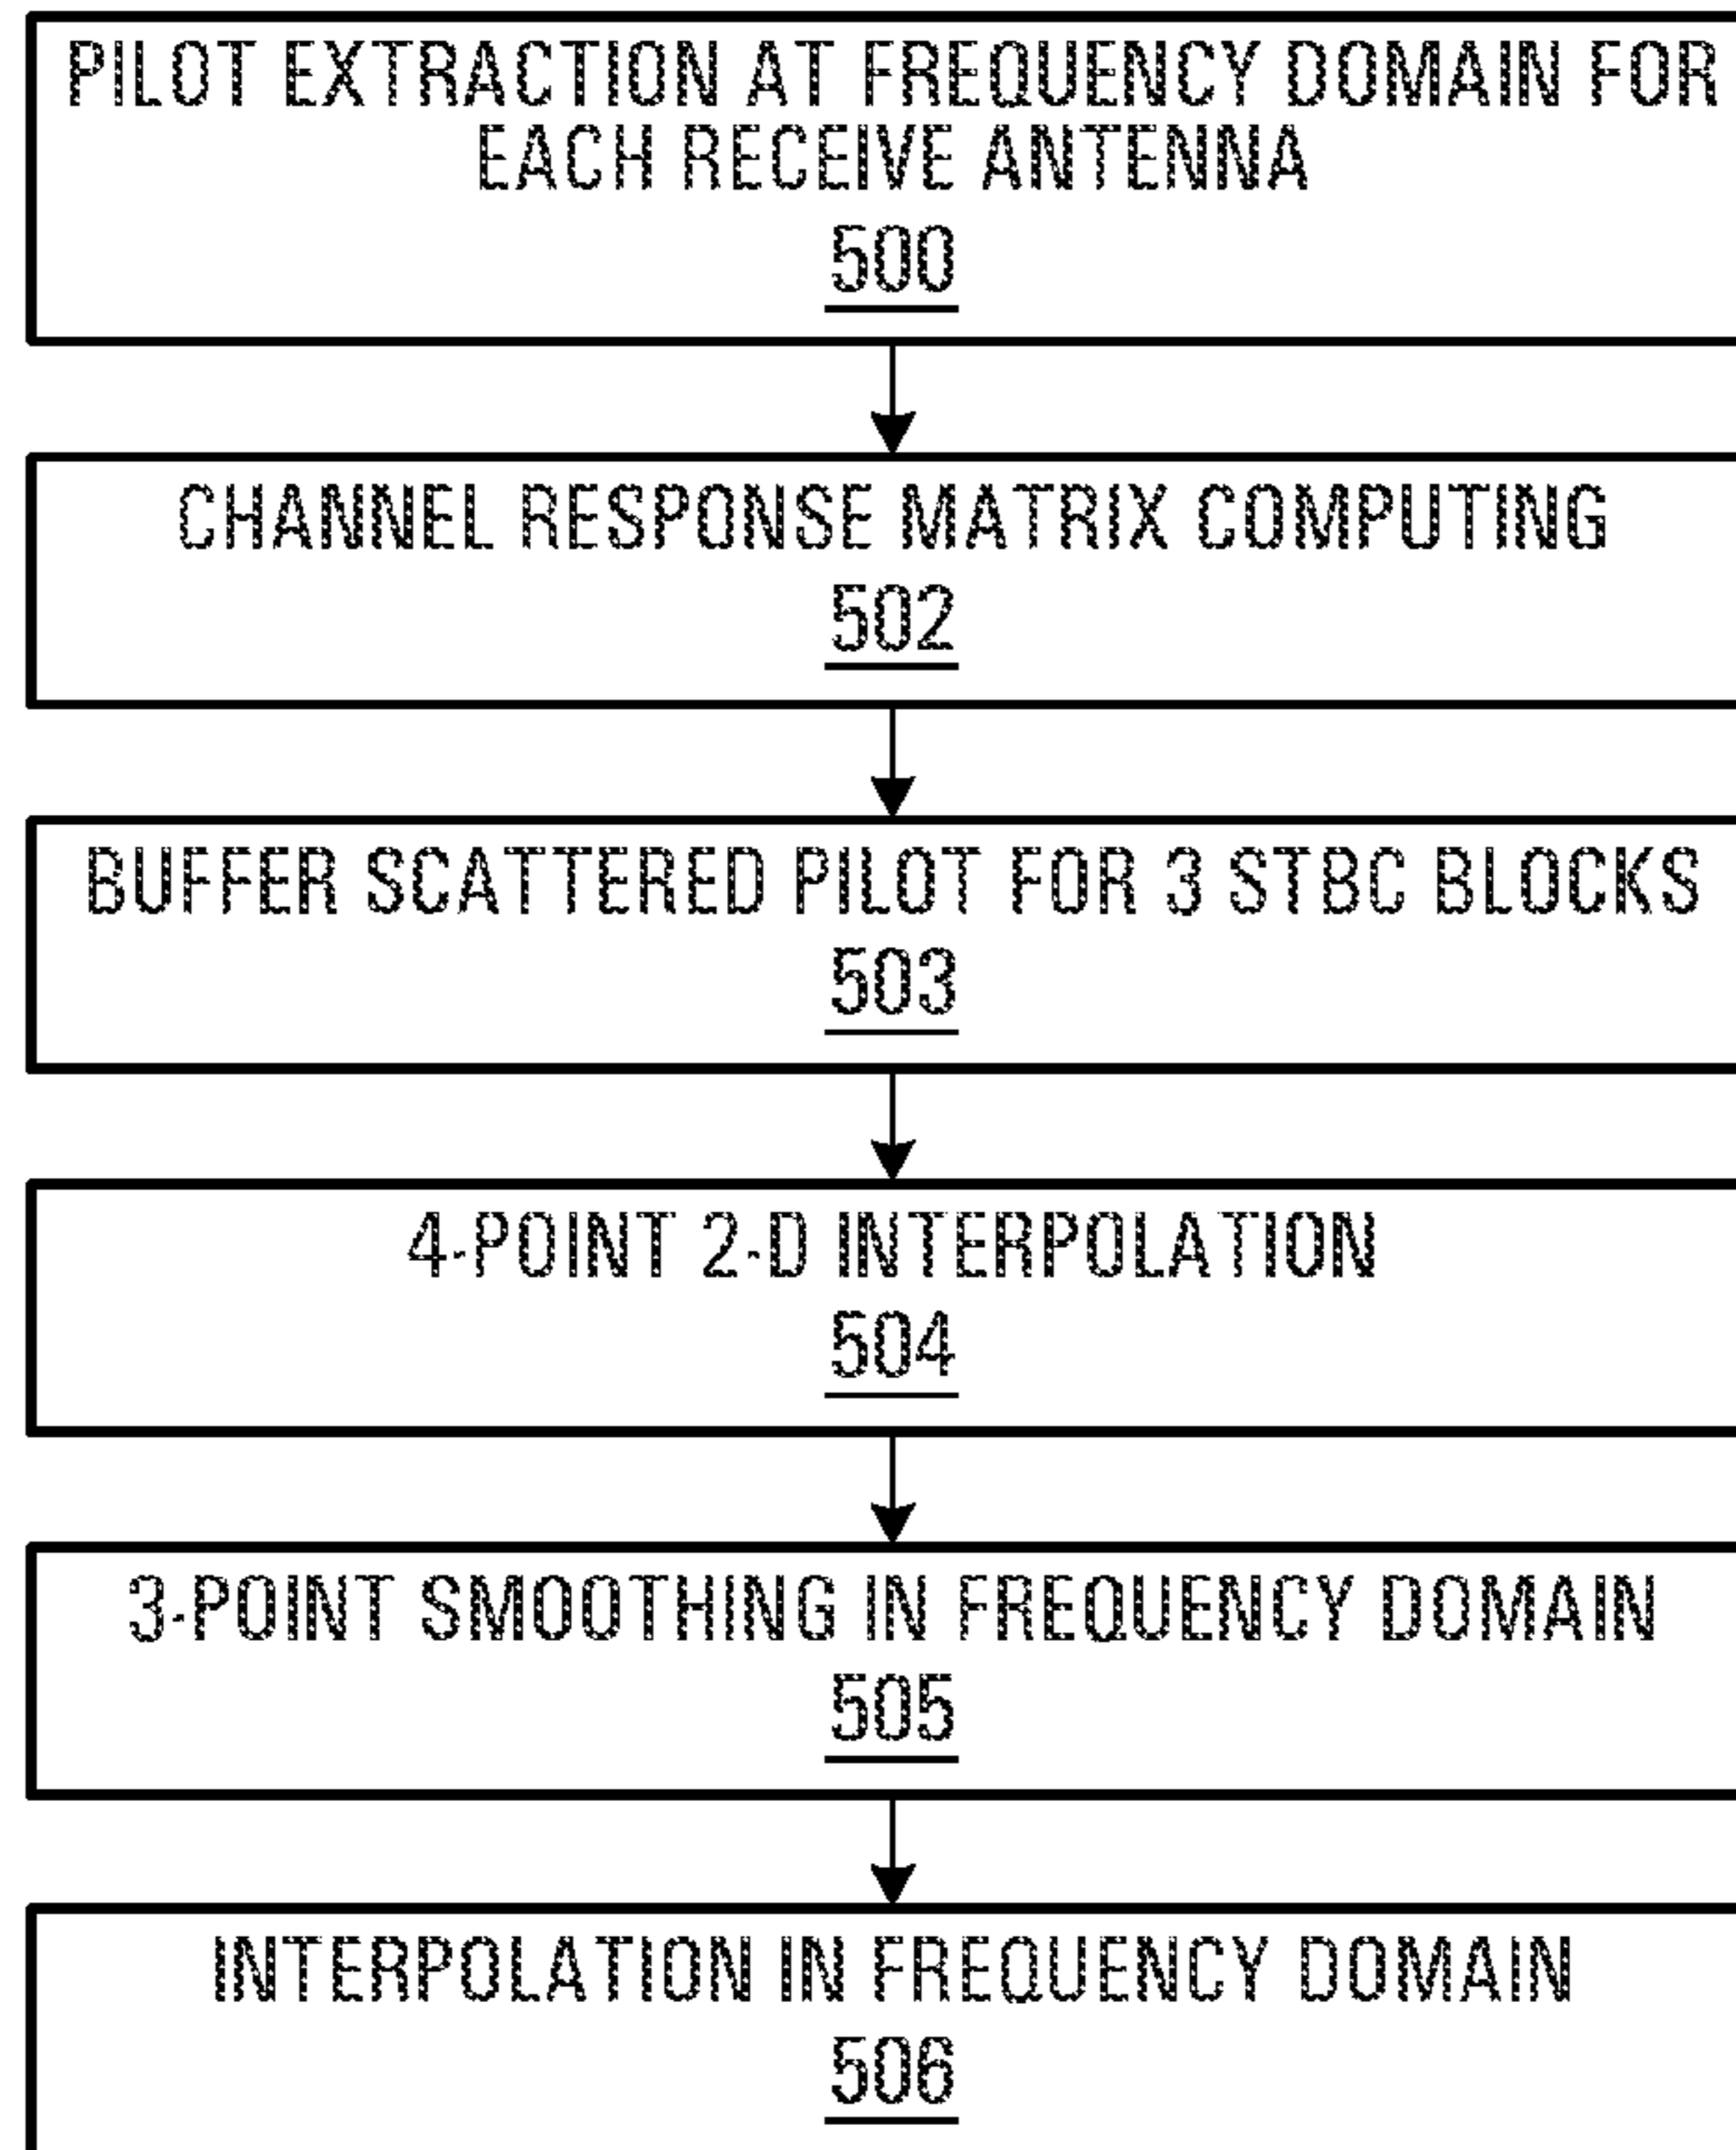 PILOT EXTRACTION AT FREQUENCY DOMAIN FOR
EACH RECEIVE ANTENNA
500
CHANNEL RESPONSE MATRIX COMPUTING
502
BUFFER SCATTERED PILOT FOR 3 STBC BLOCKS
503
4-POINT 2-D INTERPOLATION
504
3-POINT SMOOTHING IN FREQUENCY DOMAIN
505
INTERPOLATION IN FREQUENCY DOMAIN
506